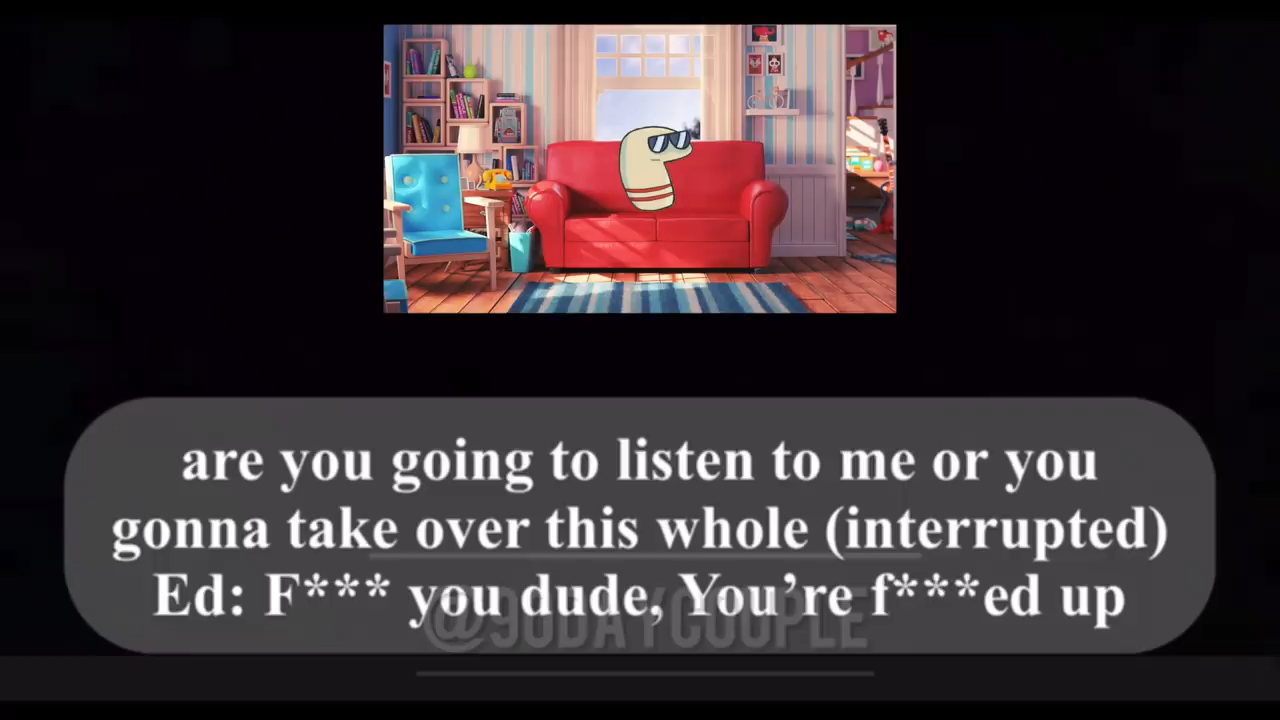 are you going to listen to me or you
gonna take over this whole (interrupted)
Ed: F*** you dude, You’re f***ed up
@90DAYCOUPLE